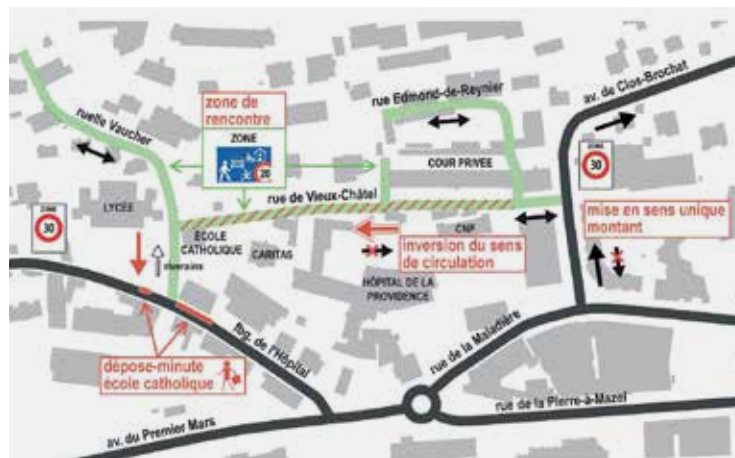 zone de
rencontre
ZONE
20
rue Edmond-de-Reynier
av. de Clos-Brochet
ruelle Vaucher
COUR PRIVEE
ZONE
30
rue de Vieux-Châtel
LYCÉE
ZONE
30
mise en sens unique
montant
ÉCOLE
CATHOLIQUE
CARITAS
CNP
inversion du sens
de circulation
riverains
HÔPITAL DE LA
PROVIDENCE
fbg. de l'Hôpital
dépose-minute
école catholique
rue de la Maladière
rue de la Pierre-à-Mazel
av. du Premier Mars